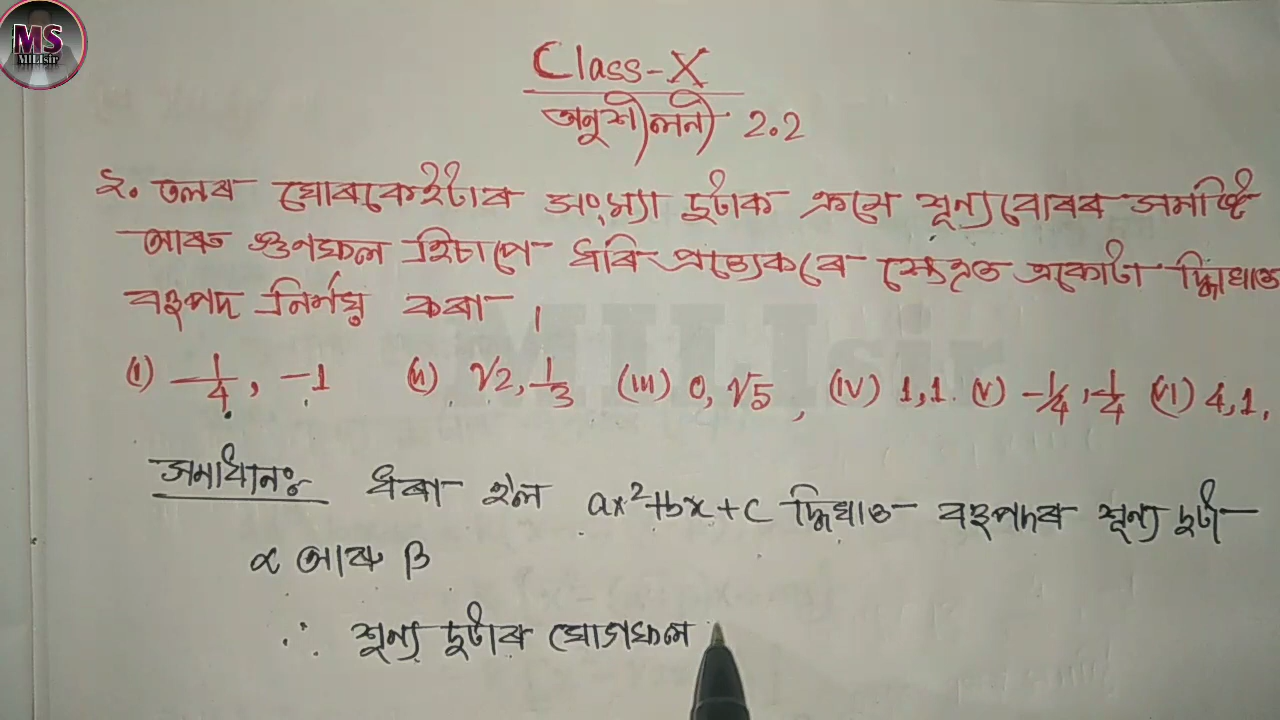 MS
MILIsir
Class-X
অনুশীলনী 2.2
২. তলৰ যোৰকেইটাৰ সংখ্যা দুটাক ক্ৰমে শূন্যবোৰৰ সমষ্টি
আৰু গুণফল হিচাপে ধৰি প্ৰত্যেকৰে ক্ষেত্ৰত একোটা দ্বিঘাত
বহুপদ নিৰ্ণয় কৰা ।
(i) -1/4, -1 (ii) √2, 1/3 (iii) 0, √5, (iv) 1,1. (v) -1/4, -1/4 (vi) 4,1.
সমাধানঃ ধৰা হ'ল ax²+bx+c দ্বিঘাত বহুপদৰ শূন্য দুটা
α আৰু β
∴ শূন্য দুটাৰ যোগফল